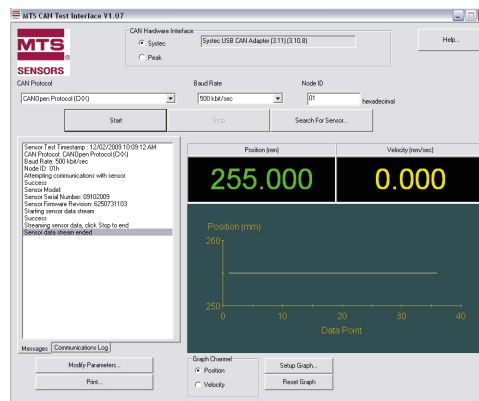 MTS CAN Test Interface V1.07
MTS
SENSORS
CAN Hardware Interface
Systec
Systec USB CAN Adapter (3.11) (3.10.8)
Peak
Help...
CAN Protocol
Baud Rate
Node ID
CANOpen Protocol (CXX)
500 kbit/sec
01
hexadecimal
Start
Stop
Search For Sensor...
Sensor Test Timestamp : 12/02/2009 10:09:12 AM
CAN Protocol: CANOpen Protocol (CXX)
Baud Rate: 500 kbit/sec
Node ID: 01h
Attempting communications with sensor
Success
Sensor Model:
Sensor Serial Number: 09102009
Sensor Firmware Revision: 6250731103
Starting sensor data stream
Success
Streaming sensor data, click Stop to end
Sensor data stream ended
Position (mm)
Velocity (mm/sec)
255.000
0.000
Position (mm)
260
250
0
10
20
30
40
Data Point
Messages
Communications Log
Modify Parameters...
Print...
Graph Channel
Position
Velocity
Setup Graph...
Reset Graph